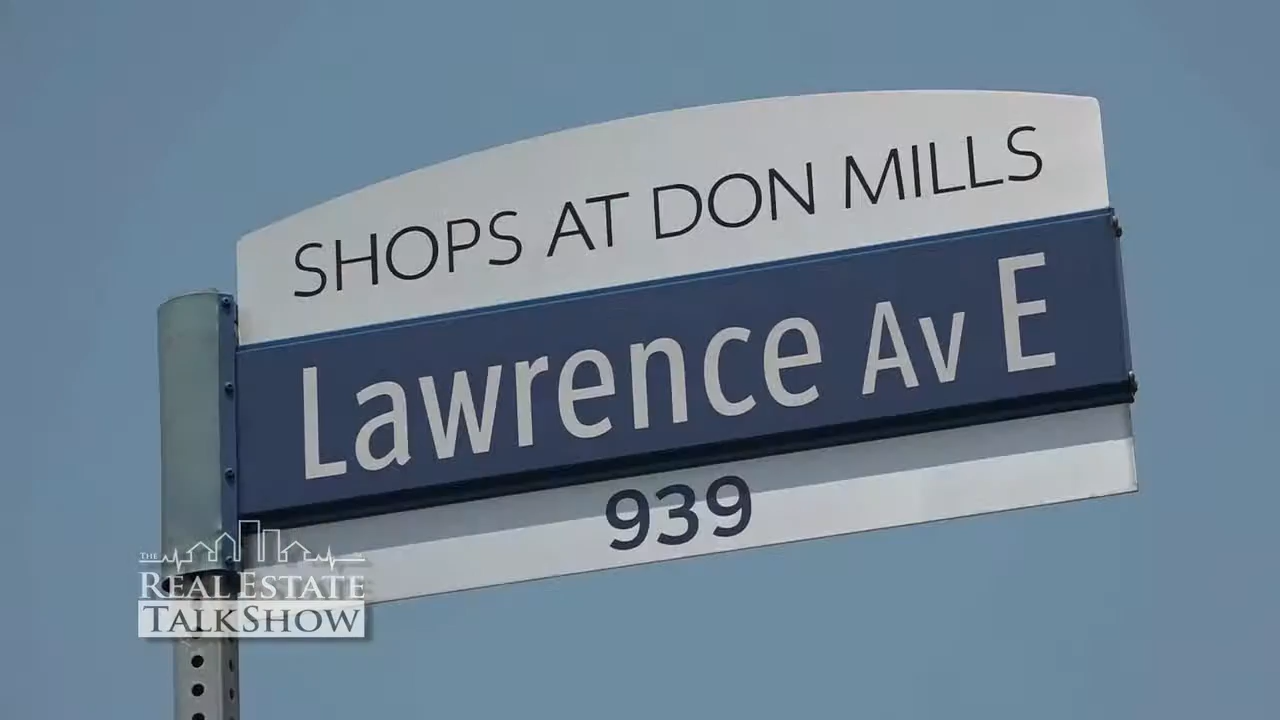 SHOPS AT DON MILLS
Lawrence Av E
939
THE
REAL ESTATE
TALKSHOW